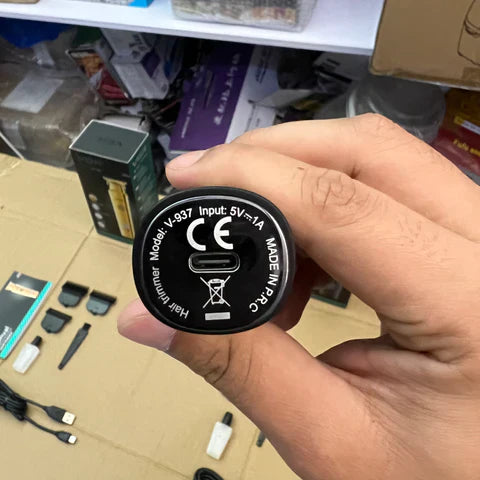 Hair trimmer Model: V-937 Input: 5V⎓1A MADE IN P.R.C
CE